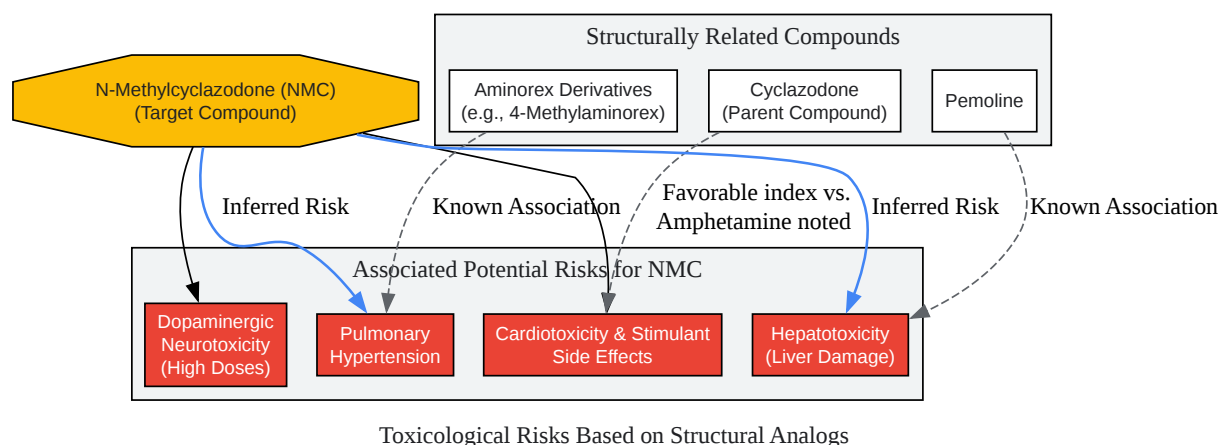 Structurally Related Compounds
N-Methylcyclazodone (NMC)
(Target Compound)
Aminorex Derivatives
(e.g., 4-Methylaminorex)
Cyclazodone
(Parent Compound)
Pemoline
Inferred Risk
Known Association
Favorable index vs.
Amphetamine noted
Inferred Risk
Known Association
Associated Potential Risks for NMC
Dopaminergic
Neurotoxicity
(High Doses)
Pulmonary
Hypertension
Cardiotoxicity & Stimulant
Side Effects
Hepatotoxicity
(Liver Damage)
Toxicological Risks Based on Structural Analogs